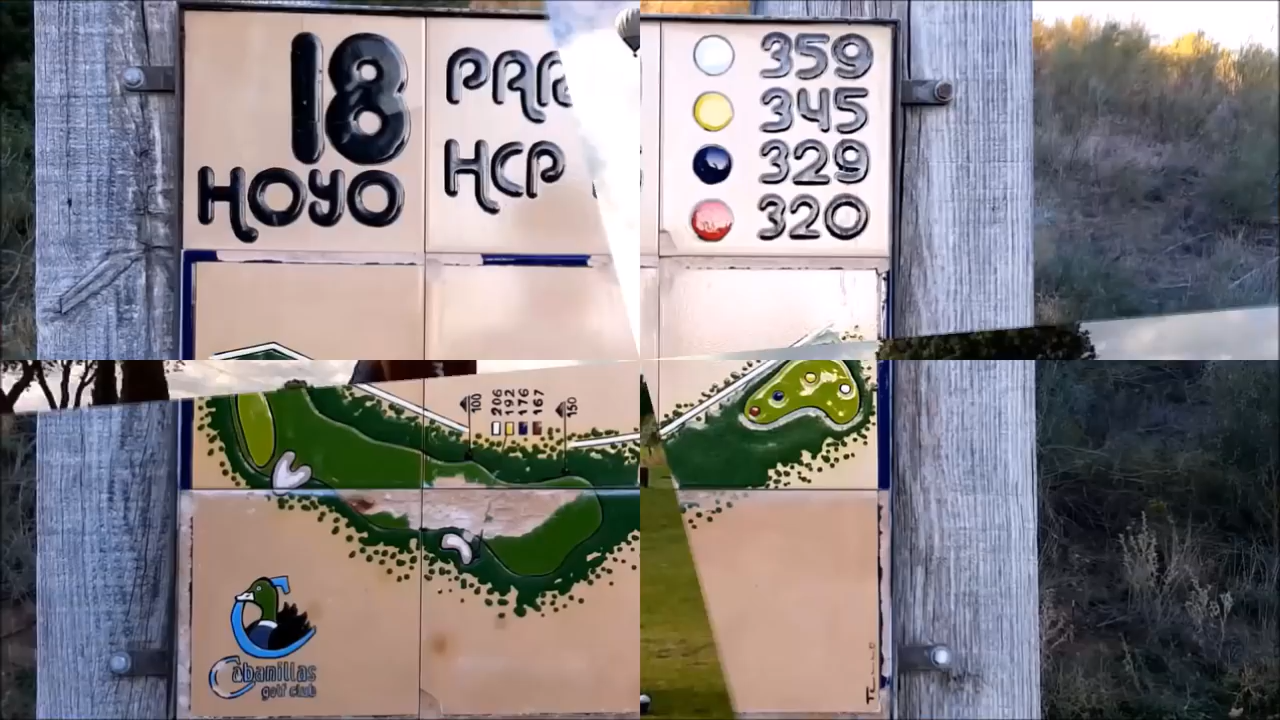 18
HOYO
HCP
359
345
329
320
100
206
192
176
167
150
Cabanillas
golf club